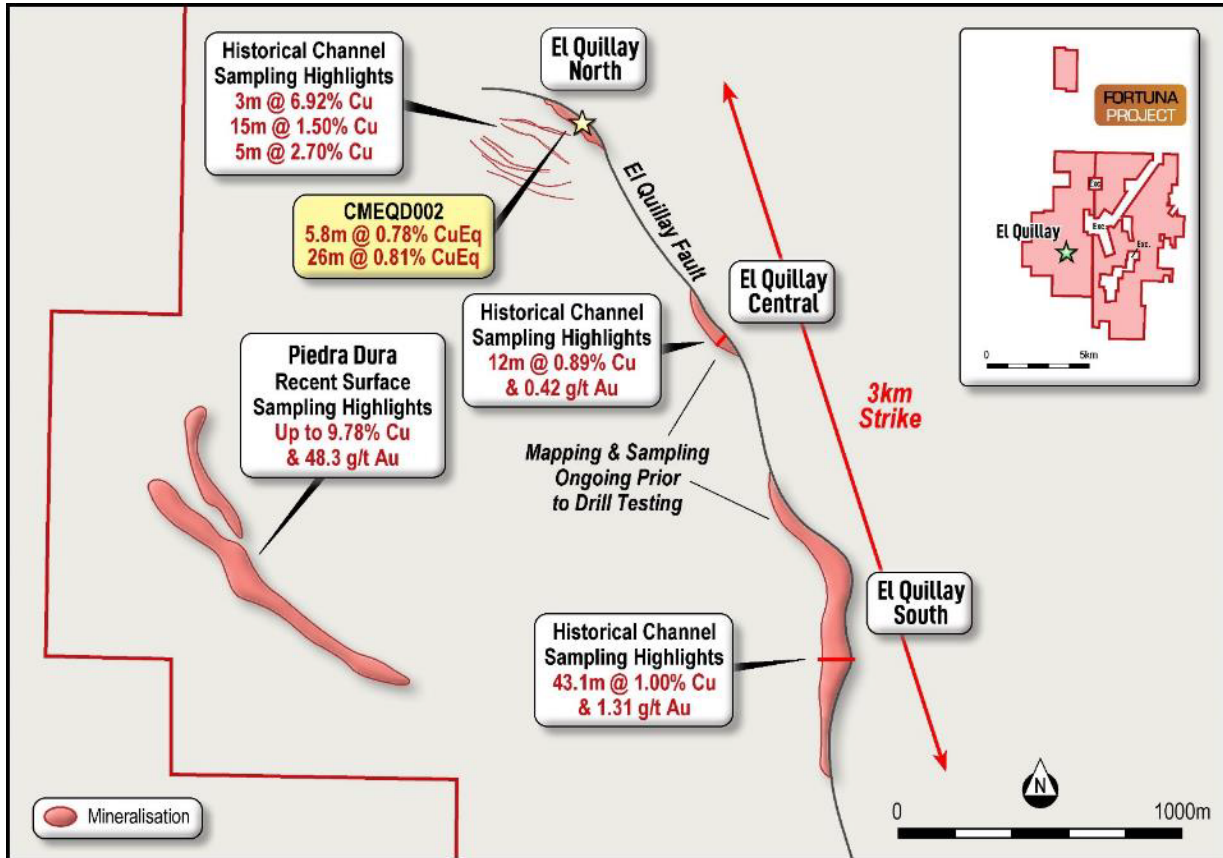 Historical Channel
Sampling Highlights
3m @ 6.92% Cu
15m @ 1.50% Cu
5m @ 2.70% Cu
El Quillay
North
CMEQD002
5.8m @ 0.78% CuEq
26m @ 0.81% CuEq
El Quillay Fault
El Quillay
Central
Historical Channel
Sampling Highlights
12m @ 0.89% Cu
& 0.42 g/t Au
Piedra Dura
Recent Surface
Sampling Highlights
Up to 9.78% Cu
& 48.3 g/t Au
3km
Strike
Mapping & Sampling
Ongoing Prior
to Drill Testing
El Quillay
South
Historical Channel
Sampling Highlights
43.1m @ 1.00% Cu
& 1.31 g/t Au
Mineralisation
N
0 1000m
FORTUNA
PROJECT
Exc
Exc.
Exc.
El Quillay
0 5km